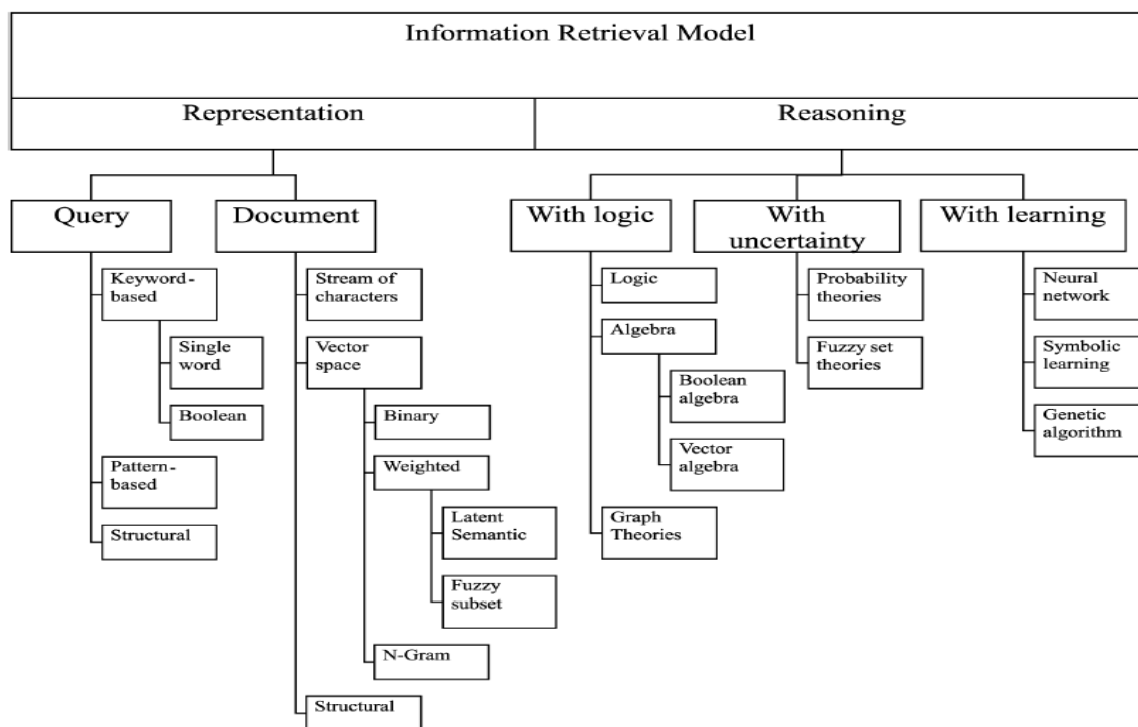 Information Retrieval Model
Representation
Reasoning
Query
Document
With logic
With
uncertainty
With learning
Keyword-
based
Single
word
Boolean
Pattern-
based
Structural
Stream of
characters
Vector
space
Binary
Weighted
Latent
Semantic
Fuzzy
subset
N-Gram
Structural
Logic
Algebra
Boolean
algebra
Vector
algebra
Graph
Theories
Probability
theories
Fuzzy set
theories
Neural
network
Symbolic
learning
Genetic
algorithm